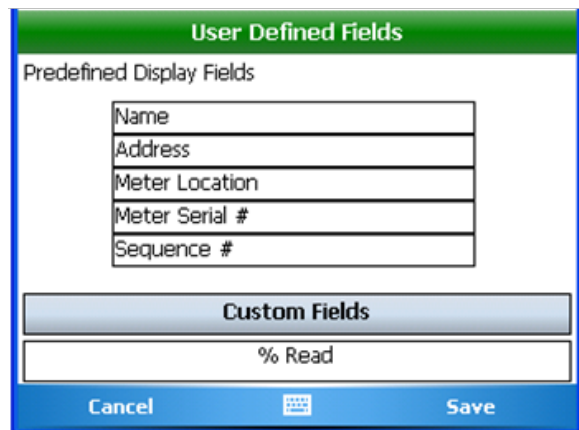 User Defined Fields
Predefined Display Fields
Name
Address
Meter Location
Meter Serial #
Sequence #
Custom Fields
% Read
Cancel
Save